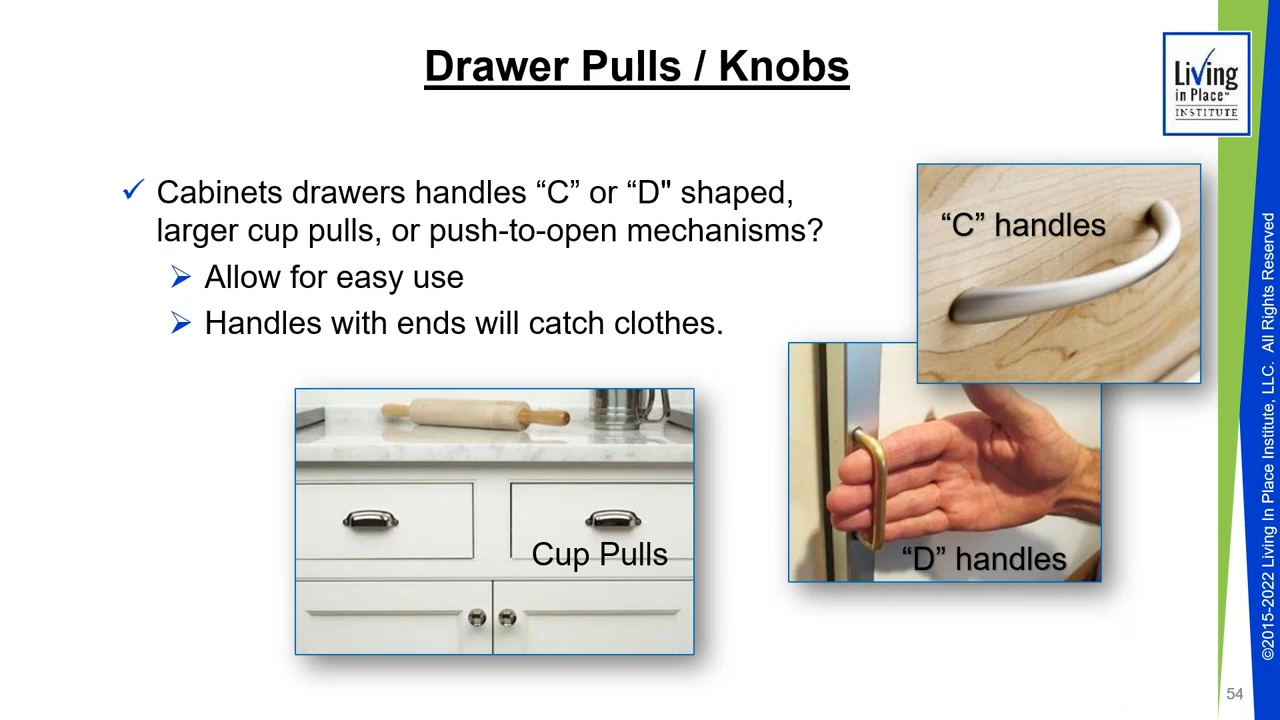 Drawer Pulls / Knobs
Living
in Place™
INSTITUTE
Cabinets drawers handles “C” or “D" shaped,
larger cup pulls, or push-to-open mechanisms?
Allow for easy use
Handles with ends will catch clothes.
“C” handles
Cup Pulls
“D” handles
©2015-2022 Living In Place Institute, LLC. All Rights Reserved
54